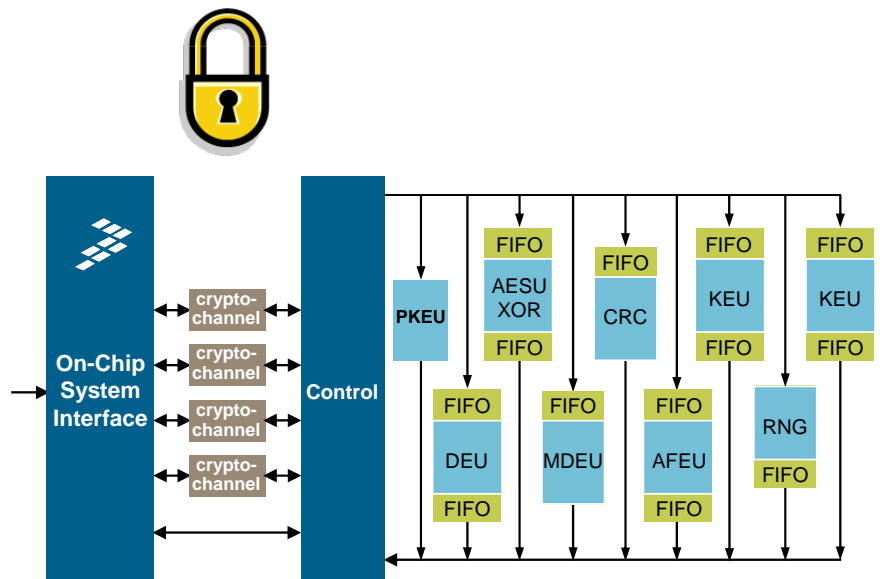 On-Chip
System
Interface
crypto-
channel
crypto-
channel
crypto-
channel
crypto-
channel
Control
PKEU
FIFO
DEU
FIFO
FIFO
AESU
XOR
FIFO
FIFO
MDEU
FIFO
CRC
FIFO
AFEU
FIFO
FIFO
KEU
FIFO
RNG
FIFO
FIFO
KEU
FIFO